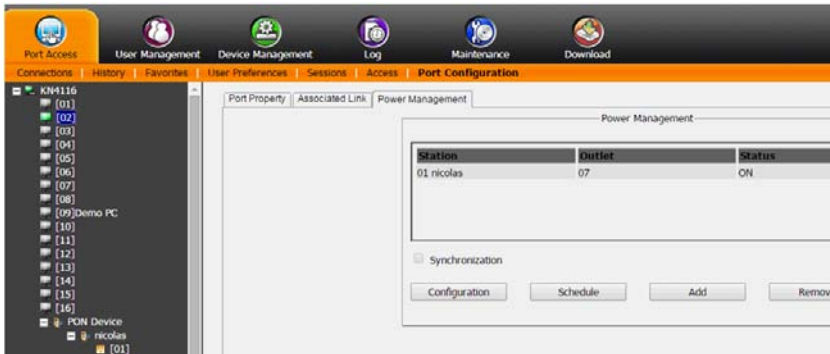 Port Access User Management Device Management Log Maintenance Download
Connections | History | Favorites | User Preferences | Sessions | Access | Port Configuration
KN4116
[01]
[02]
[03]
[04]
[05]
[06]
[07]
[08]
[09]Demo PC
[10]
[11]
[12]
[13]
[14]
[15]
[16]
PON Device
nicolas
[01]
Port Property Associated Link Power Management
Power Management
Station Outlet Status
01 nicolas 07 ON
Synchronization
Configuration Schedule Add Remov